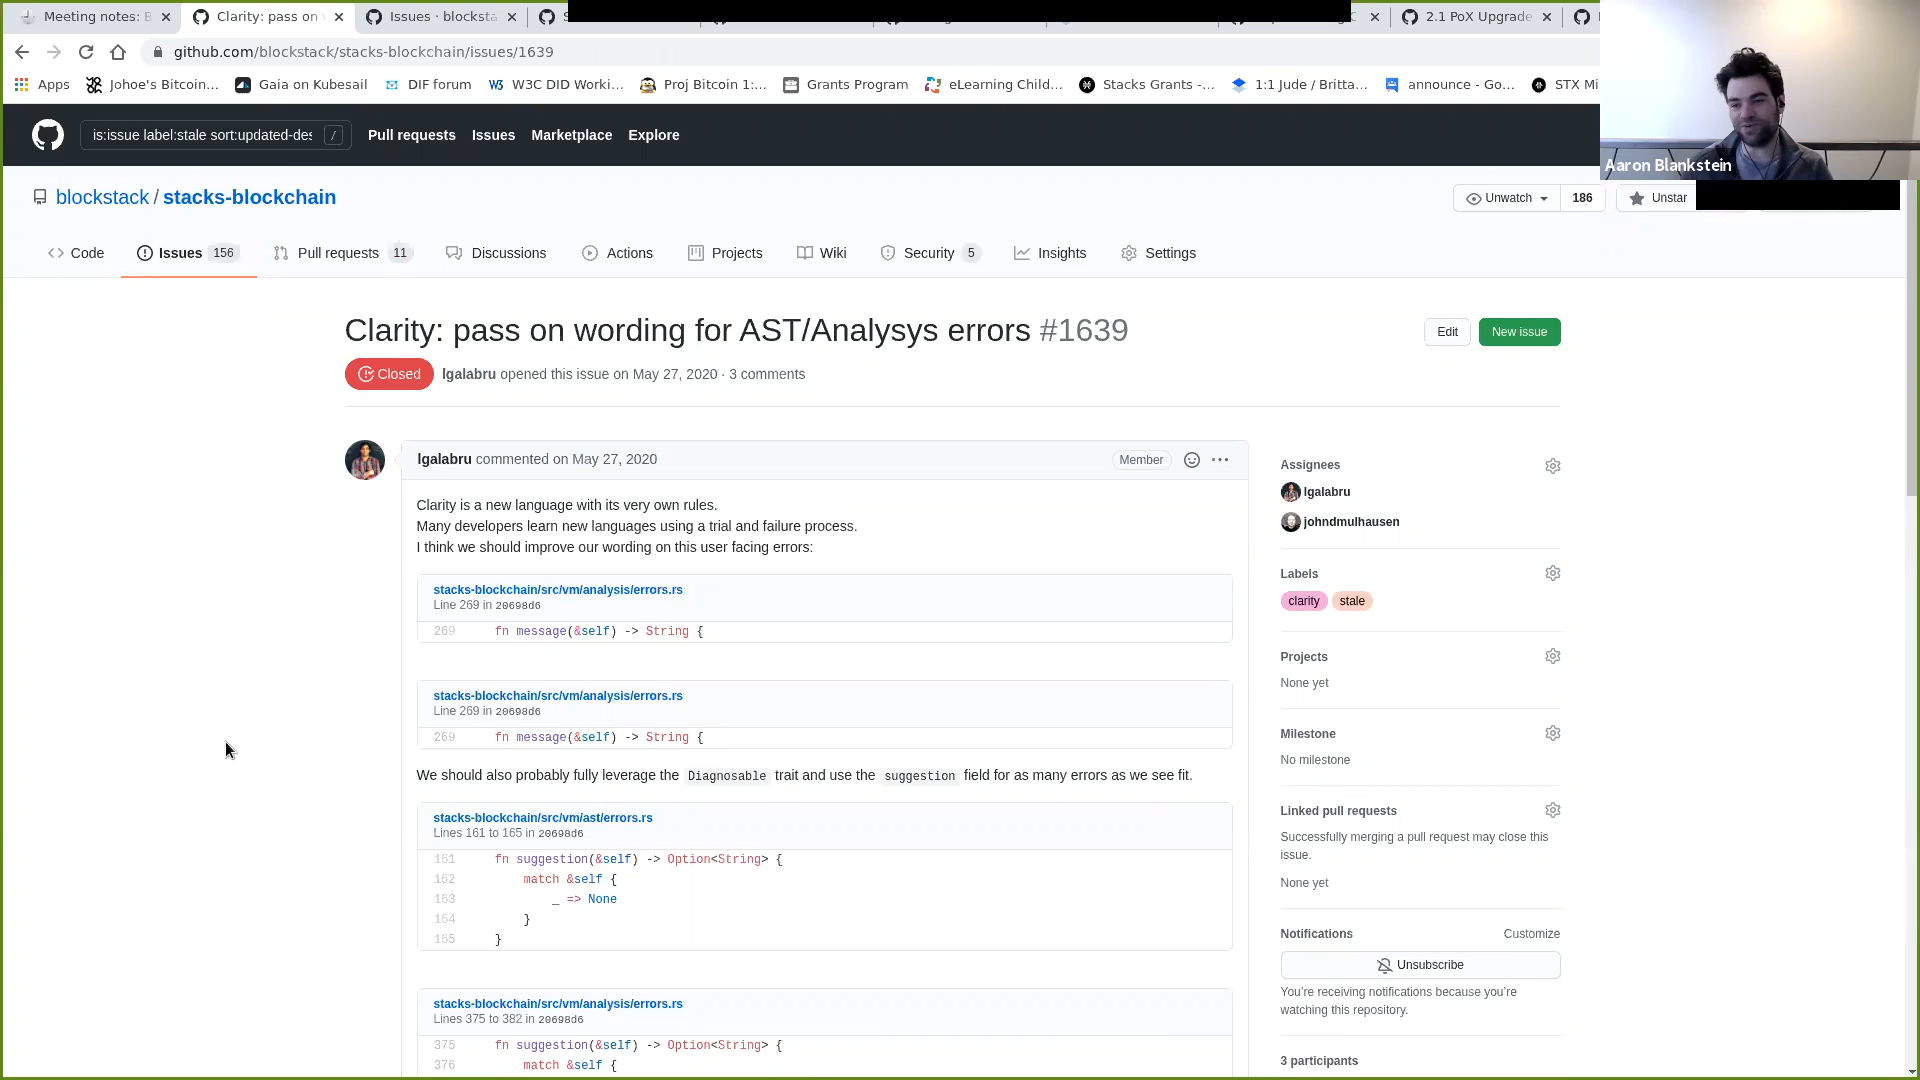 Meeting notes: B
Clarity: pass on
Issues · blocksta
2.1 PoX Upgrade
github.com/blockstack/stacks-blockchain/issues/1639
Apps
Johoe's Bitcoin...
Gaia on Kubesail
DIF forum
W3C DID Worki...
Proj Bitcoin 1:...
Grants Program
eLearning Child...
Stacks Grants -...
1:1 Jude / Britta...
announce - Go...
STX Mi
Aaron Blankstein
is:issue label:stale sort:updated-des
/
Pull requests
Issues
Marketplace
Explore
blockstack / stacks-blockchain
Unwatch
186
Unstar
Code
Issues 156
Pull requests 11
Discussions
Actions
Projects
Wiki
Security 5
Insights
Settings
Clarity: pass on wording for AST/Analysys errors #1639
Edit
New issue
Closed
lgalabru opened this issue on May 27, 2020 · 3 comments
lgalabru commented on May 27, 2020
Member
Clarity is a new language with its very own rules.
Many developers learn new languages using a trial and failure process.
I think we should improve our wording on this user facing errors:
stacks-blockchain/src/vm/analysis/errors.rs
Line 269 in 20698d6
269 fn message(&self) -> String {
stacks-blockchain/src/vm/analysis/errors.rs
Line 269 in 20698d6
269 fn message(&self) -> String {
We should also probably fully leverage the Diagnosable trait and use the suggestion field for as many errors as we see fit.
stacks-blockchain/src/vm/ast/errors.rs
Lines 161 to 165 in 20698d6
161 fn suggestion(&self) -> Option<String> {
162 match &self {
163 _ => None
164 }
165 }
stacks-blockchain/src/vm/analysis/errors.rs
Lines 375 to 382 in 20698d6
375 fn suggestion(&self) -> Option<String> {
376 match &self {
Assignees
lgalabru
johndmulhausen
Labels
clarity
stale
Projects
None yet
Milestone
No milestone
Linked pull requests
Successfully merging a pull request may close this
issue.
None yet
Notifications
Customize
Unsubscribe
You're receiving notifications because you're
watching this repository.
3 participants